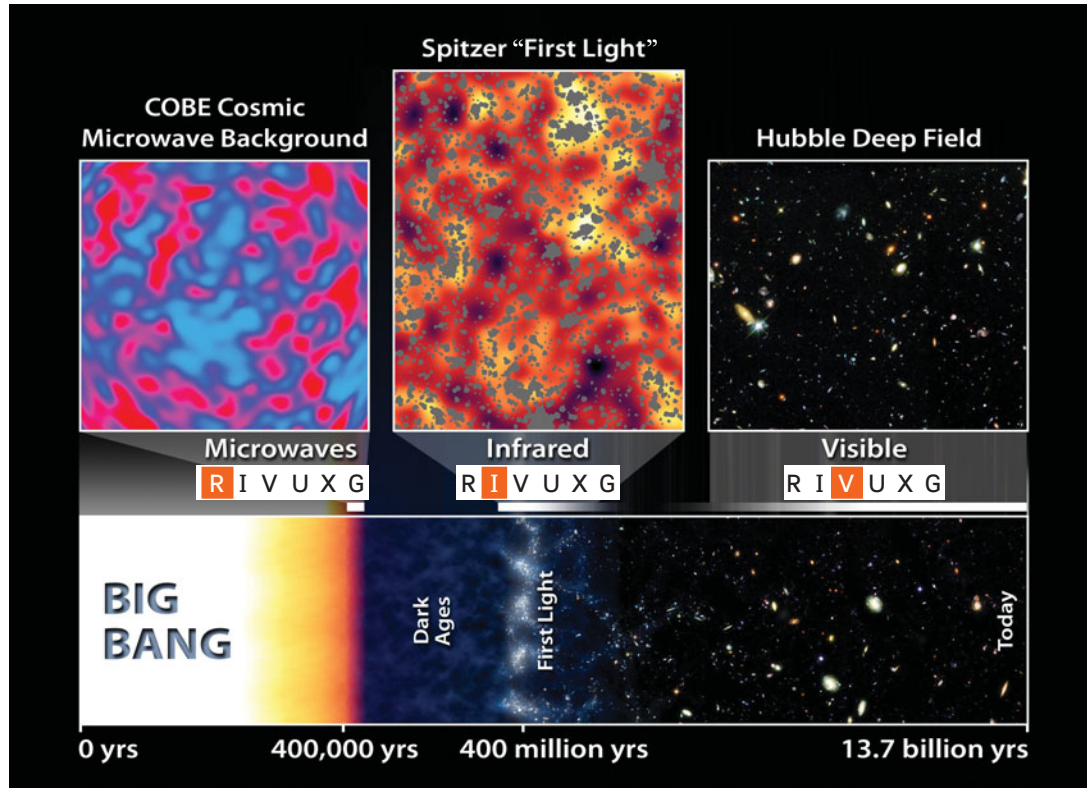 Spitzer “First Light”
COBE Cosmic
Microwave Background
Hubble Deep Field
Microwaves
R I V U X G
Infrared
R I V U X G
Visible
R I V U X G
BIG
BANG
Dark
Ages
First Light
Today
0 yrs
400,000 yrs
400 million yrs
13.7 billion yrs